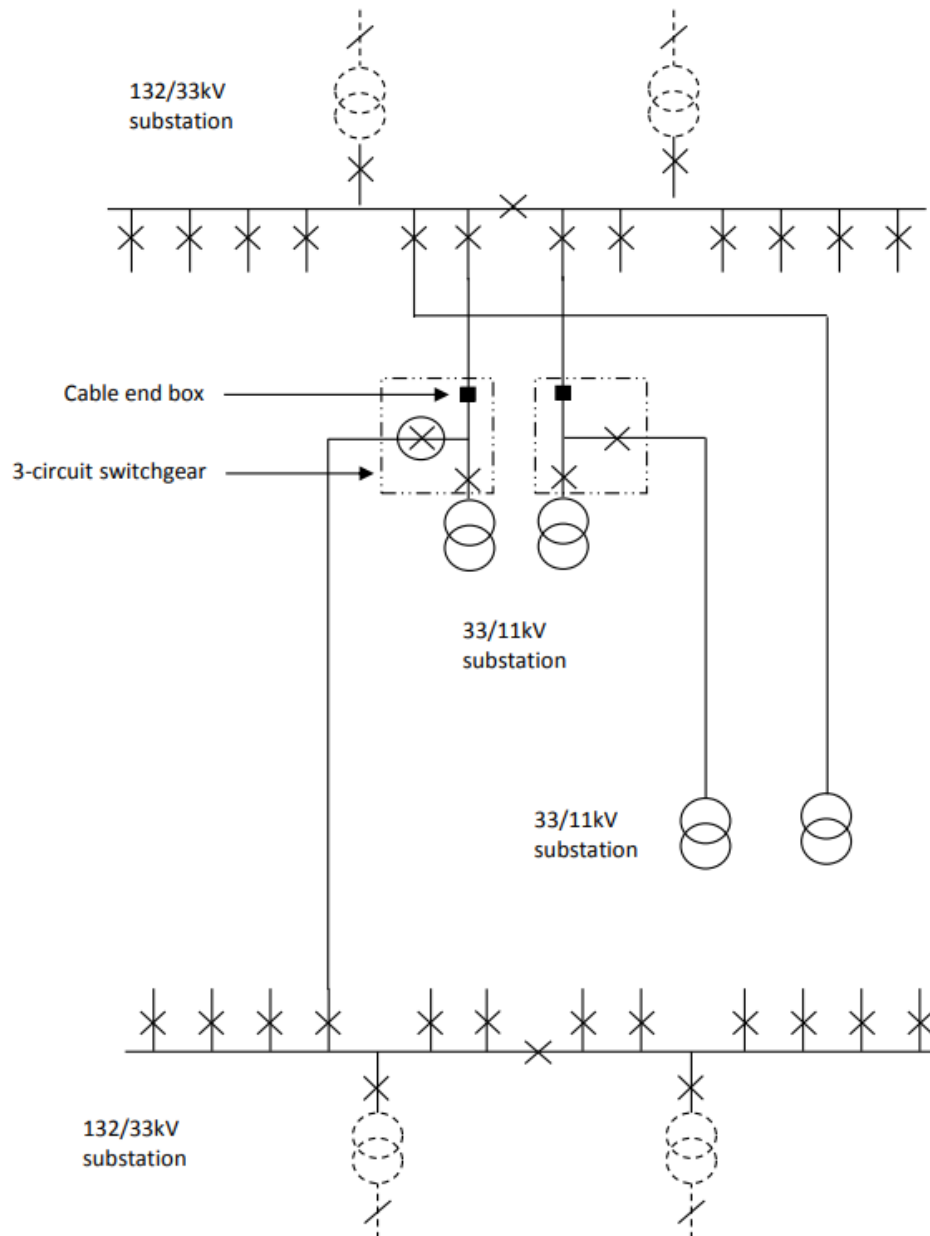 132/33kV
substation
Cable end box
3-circuit switchgear
33/11kV
substation
33/11kV
substation
132/33kV
substation